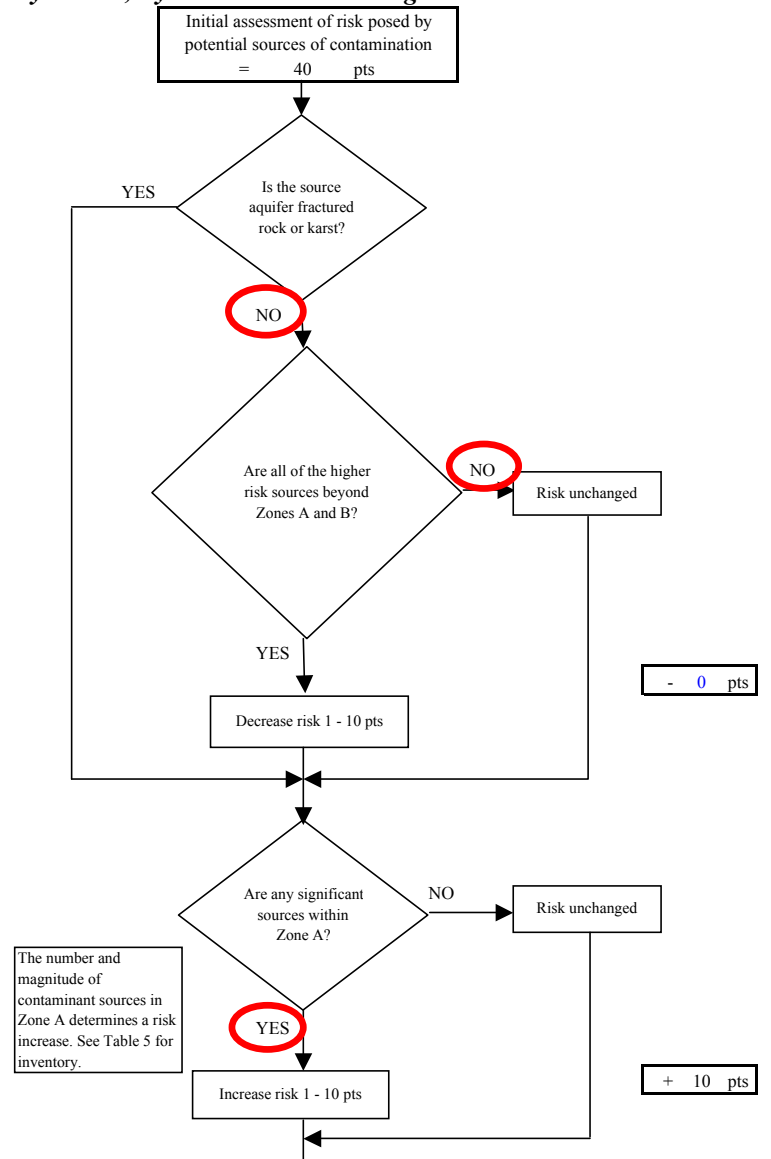 Initial assessment of risk posed by
potential sources of contamination
= 40 pts
YES
Is the source
aquifer fractured
rock or karst?
NO
Are all of the higher
risk sources beyond
Zones A and B?
NO
Risk unchanged
YES
- 0 pts
Decrease risk 1 - 10 pts
Are any significant
sources within
Zone A?
NO
Risk unchanged
The number and
magnitude of
contaminant sources in
Zone A determines a risk
increase. See Table 5 for
inventory.
YES
Increase risk 1 - 10 pts
+ 10 pts